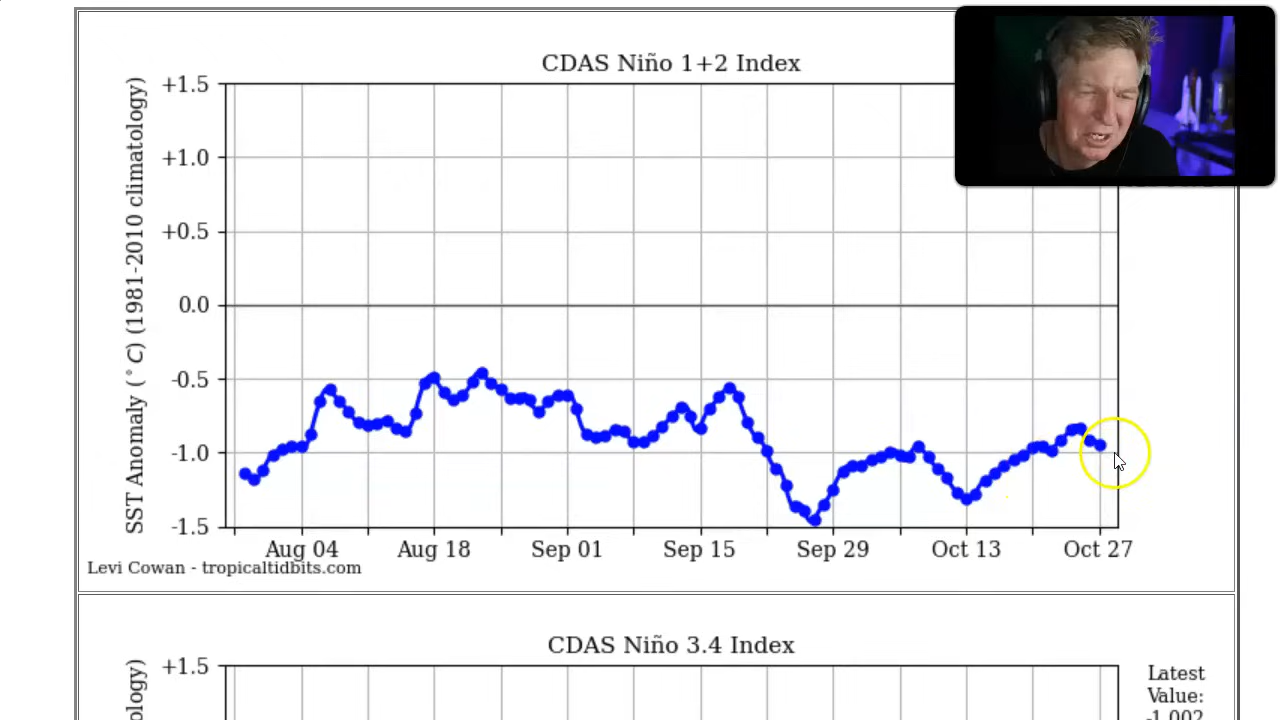 CDAS Niño 1+2 Index
SST Anomaly (°C) (1981-2010 climatology)
+1.5
+1.0
+0.5
0.0
-0.5
-1.0
-1.5
Aug 04 Aug 18 Sep 01 Sep 15 Sep 29 Oct 13 Oct 27
Levi Cowan - tropicaltidbits.com
CDAS Niño 3.4 Index
+1.5
Latest
Value:
-1.002